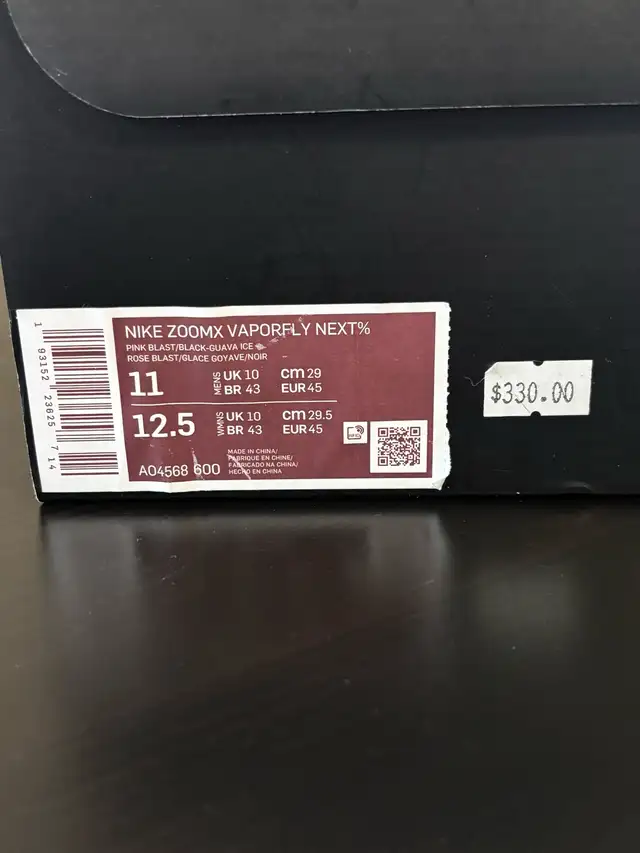 1 93152 23625 7 14
NIKE ZOOMX VAPORFLY NEXT%
PINK BLAST/BLACK-GUAVA ICE
ROSE BLAST/GLACE GOYAVE/NOIR
11 MENS UK 10 cm 29
BR 43 EUR 45
12.5 WMNS UK 10 cm 29.5
BR 43 EUR 45
AO4568 600
MADE IN CHINA/
FABRIQUE EN CHINE/
FABRICADO NA CHINA/
HECHO EN CHINA
$330.00